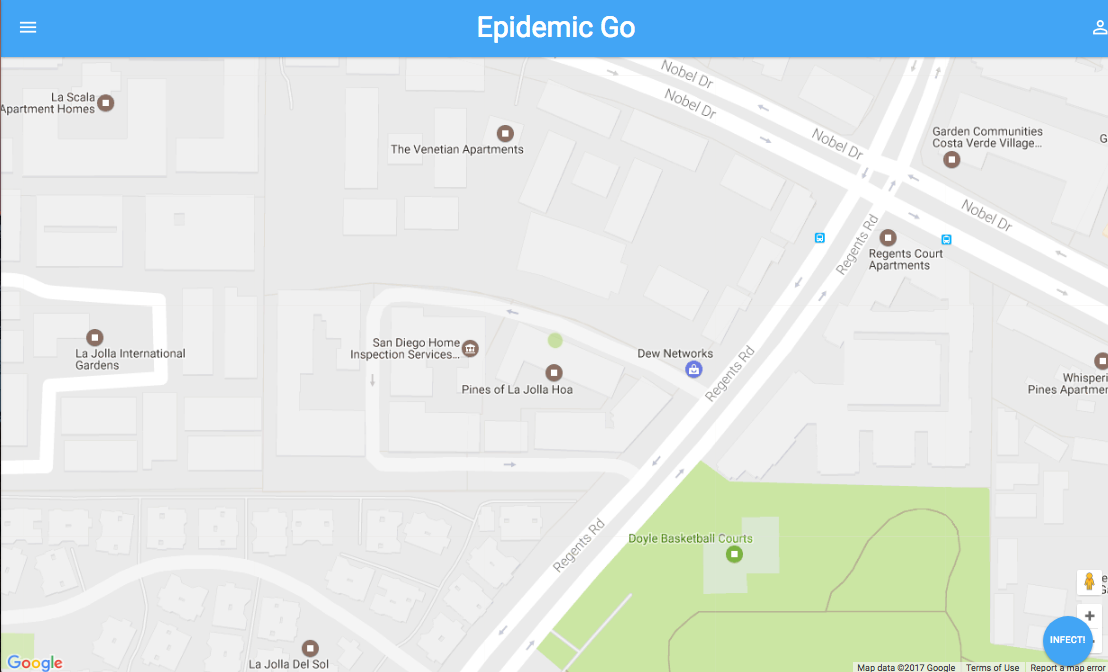 Epidemic Go
Nobel Dr
Nobel Dr
La Scala
Apartment Homes
The Venetian Apartments
Nobel Dr
Garden Communities
Costa Verde Village...
G
Nobel Dr
Regents Rd
Regents Court
Apartments
San Diego Home
Inspection Services...
La Jolla International
Gardens
Dew Networks
Pines of La Jolla Hoa
Regents Rd
Whisperi
Pines Apartmen
Regents Rd
Doyle Basketball Courts
INFECT!
La Jolla Del Sol
Google
Map data ©2017 Google
Terms of Use
Report a map error